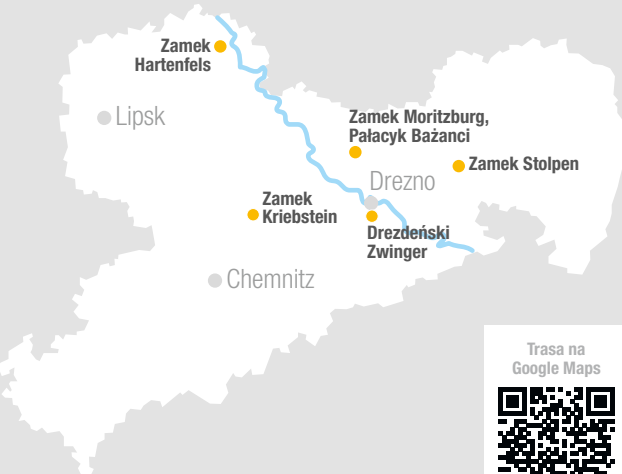 Zamek
Hartenfels
Lipsk
Zamek Moritzburg,
Pałacyk Bażanci
Zamek Stolpen
Drezno
Zamek
Kriebstein
Drezdeński
Zwinger
Chemnitz
Trasa na
Google Maps